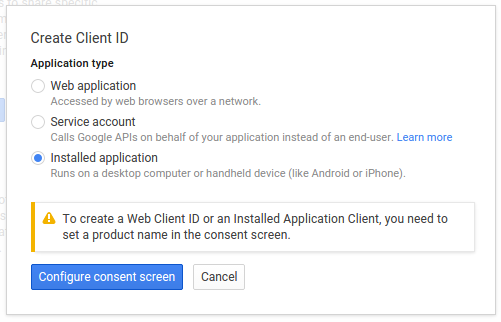 Create Client ID
Application type
Web application
Accessed by web browsers over a network.
Service account
Calls Google APIs on behalf of your application instead of an end-user. Learn more
Installed application
Runs on a desktop computer or handheld device (like Android or iPhone).
To create a Web Client ID or an Installed Application Client, you need to
set a product name in the consent screen.
Configure consent screen
Cancel